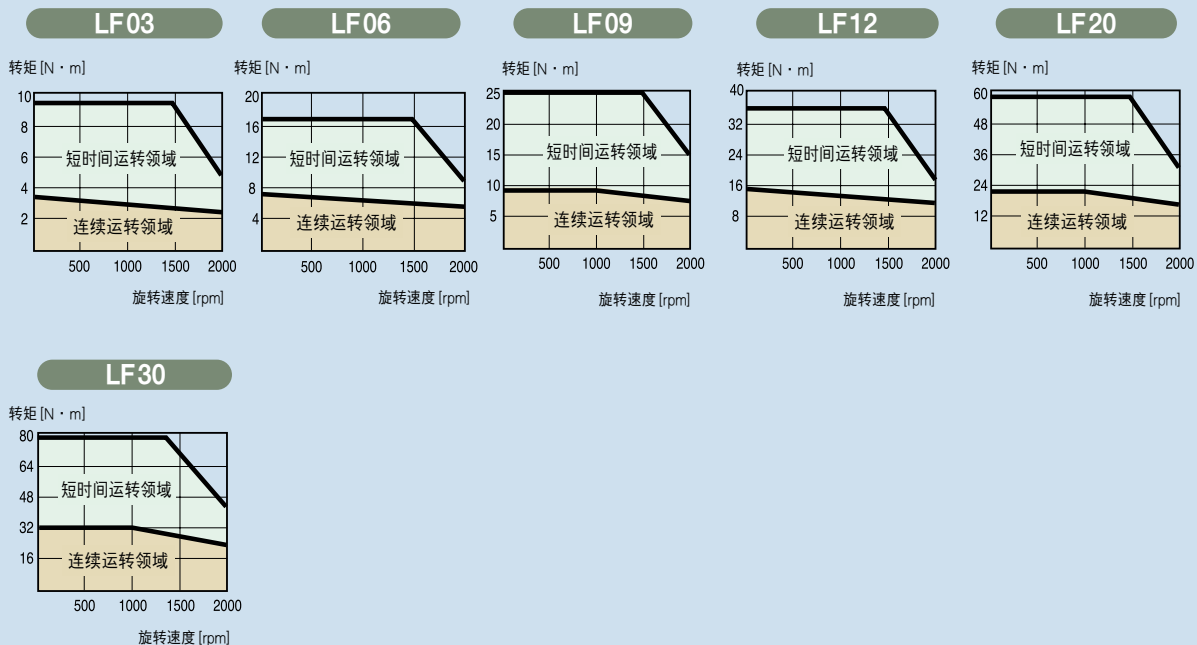 LF03
转矩 [N・m]
10
8
6
4
2
短时间运转领域
连续运转领域
500 1000 1500 2000
旋转速度 [rpm]
LF06
转矩 [N・m]
20
16
12
8
4
短时间运转领域
连续运转领域
500 1000 1500 2000
旋转速度 [rpm]
LF09
转矩 [N・m]
25
20
15
10
5
短时间运转领域
连续运转领域
500 1000 1500 2000
旋转速度 [rpm]
LF12
转矩 [N・m]
40
32
24
16
8
短时间运转领域
连续运转领域
500 1000 1500 2000
旋转速度 [rpm]
LF20
转矩 [N・m]
60
48
36
24
12
短时间运转领域
连续运转领域
500 1000 1500 2000
旋转速度 [rpm]
LF30
转矩 [N・m]
80
64
48
32
16
短时间运转领域
连续运转领域
500 1000 1500 2000
旋转速度 [rpm]